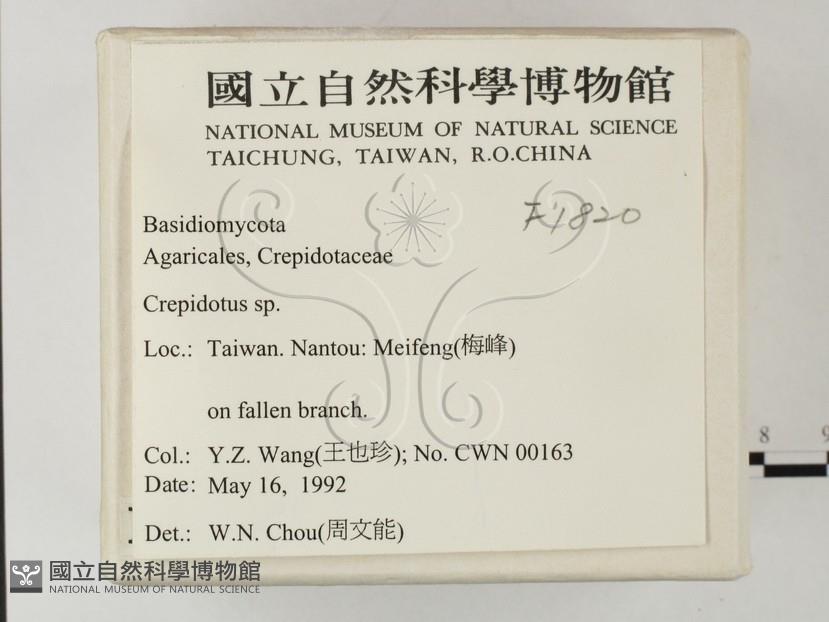 國立自然科學博物館
NATIONAL MUSEUM OF NATURAL SCIENCE
TAICHUNG, TAIWAN, R.O.CHINA
F1820
Basidiomycota
Agaricales, Crepidotaceae
Crepidotus sp.
Loc.: Taiwan. Nantou: Meifeng(梅峰)
on fallen branch.
Col.: Y.Z. Wang(王也珍); No. CWN 00163
Date: May 16, 1992
Det.: W.N. Chou(周文能)
8 9
國立自然科學博物館
NATIONAL MUSEUM OF NATURAL SCIENCE